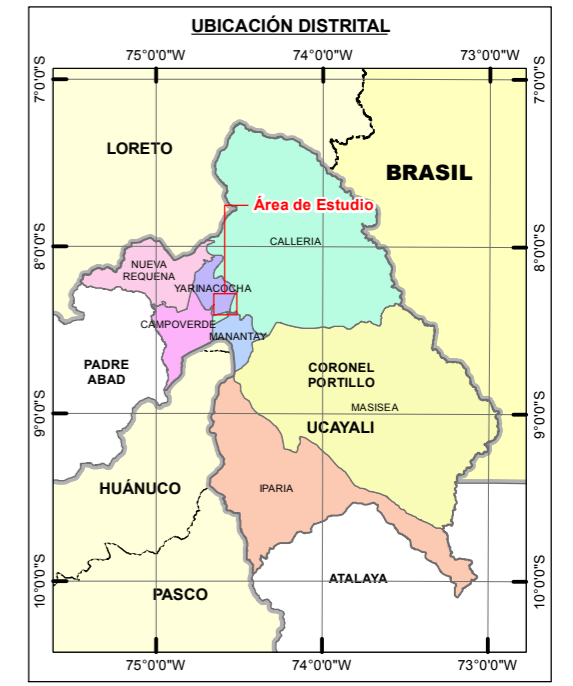 UBICACIÓN DISTRITAL
75°0'0"W 74°0'0"W 73°0'0"W
7°0'0"S 7°0'0"S
LORETO
BRASIL
Área de Estudio
CALLERIA
8°0'0"S 8°0'0"S
NUEVA
REQUENA
YARINACOCHA
CAMPOVERDE
MANANTAY
PADRE
ABAD
CORONEL
PORTILLO
MASISEA
9°0'0"S 9°0'0"S
UCAYALI
HUÁNUCO
IPARIA
10°0'0"S 10°0'0"S
ATALAYA
PASCO
75°0'0"W 74°0'0"W 73°0'0"W